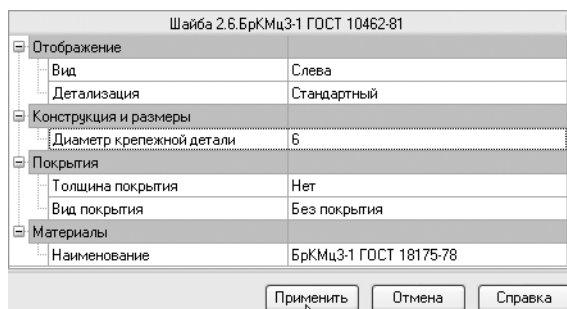 Шайба 2.6.БрКМц3-1 ГОСТ 10462-81
Отображение
Вид Слева
Детализация Стандартный
Конструкция и размеры
Диаметр крепежной детали 6
Покрытия
Толщина покрытия Нет
Вид покрытия Без покрытия
Материалы
Наименование БрКМц3-1 ГОСТ 18175-78
Применить Отмена Справка